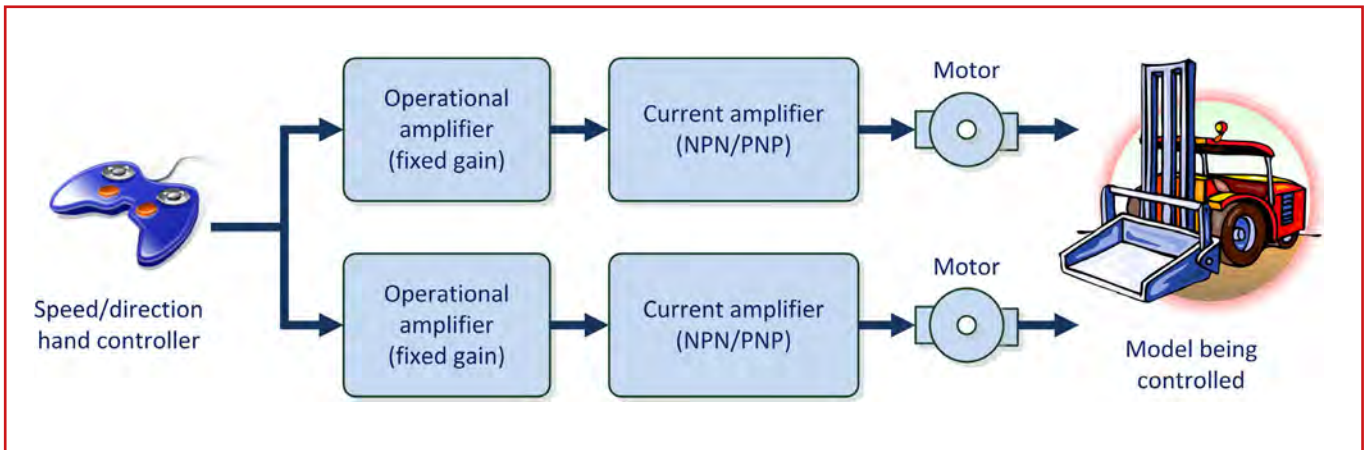 Operational
amplifier
(fixed gain)
Current amplifier
(NPN/PNP)
Motor
Speed/direction
hand controller
Operational
amplifier
(fixed gain)
Current amplifier
(NPN/PNP)
Motor
Model being
controlled